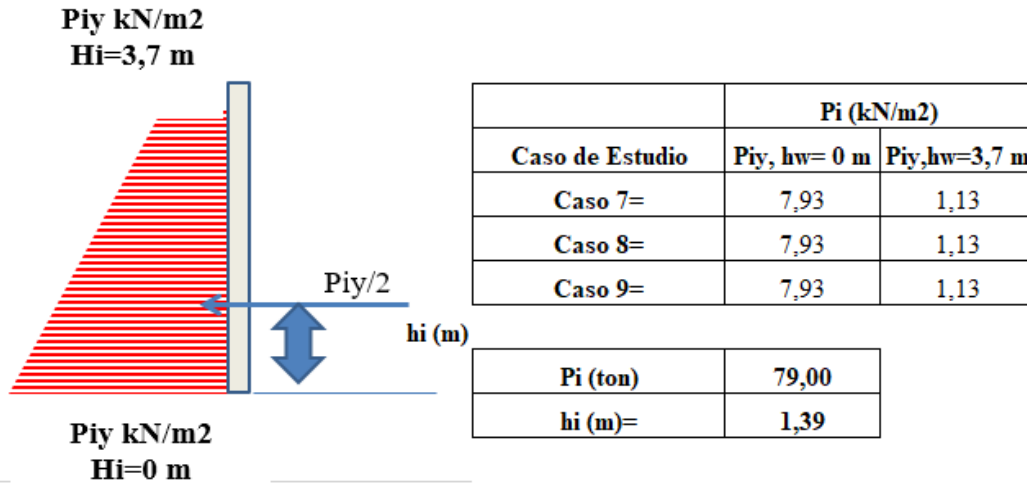 Piy kN/m2
Hi=3,7 m
Pi (kN/m2)
Caso de Estudio Piy, hw= 0 m Piy,hw=3,7 m
Caso 7= 7,93 1,13
Caso 8= 7,93 1,13
Caso 9= 7,93 1,13
Piy/2
hi (m)
Pi (ton) 79,00
hi (m)= 1,39
Piy kN/m2
Hi=0 m